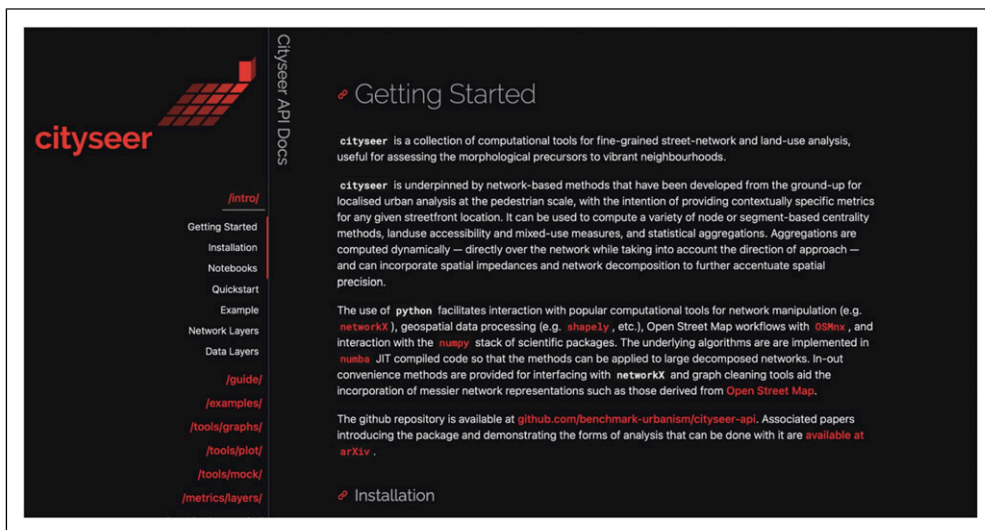 cityseer
Cityseer API Docs
/intro/
Getting Started
Installation
Notebooks
Quickstart
Example
Network Layers
Data Layers
/guide/
/examples/
/tools/graphs/
/tools/plot/
/tools/mock/
/metrics/layers/
Getting Started
cityseer is a collection of computational tools for fine-grained street-network and land-use analysis,
useful for assessing the morphological precursors to vibrant neighbourhoods.
cityseer is underpinned by network-based methods that have been developed from the ground-up for
localised urban analysis at the pedestrian scale, with the intention of providing contextually specific metrics
for any given streetfront location. It can be used to compute a variety of node or segment-based centrality
methods, landuse accessibility and mixed-use measures, and statistical aggregations. Aggregations are
computed dynamically — directly over the network while taking into account the direction of approach —
and can incorporate spatial impedances and network decomposition to further accentuate spatial
precision.
The use of python facilitates interaction with popular computational tools for network manipulation (e.g.
networkX ), geospatial data processing (e.g. shapely , etc.), Open Street Map workflows with OSMnx , and
interaction with the numpy stack of scientific packages. The underlying algorithms are are implemented in
numba JIT compiled code so that the methods can be applied to large decomposed networks. In-out
convenience methods are provided for interfacing with networkX and graph cleaning tools aid the
incorporation of messier network representations such as those derived from Open Street Map.
The github repository is available at github.com/benchmark-urbanism/cityseer-api. Associated papers
introducing the package and demonstrating the forms of analysis that can be done with it are available at
arXiv .
Installation